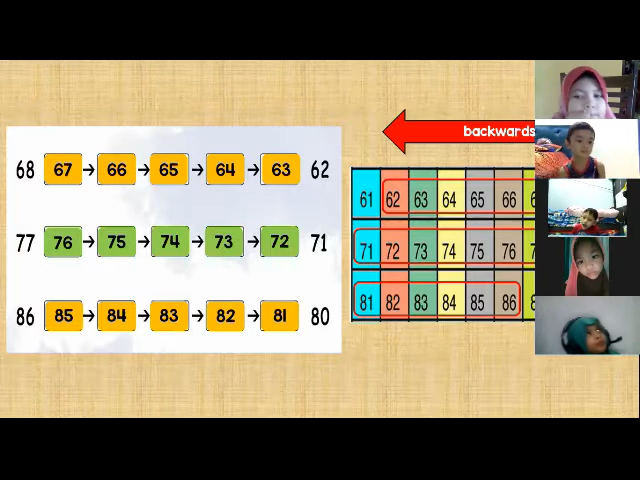 68 67 → 66 → 65 → 64 → 63 62
77 76 → 75 → 74 → 73 → 72 71
86 85 → 84 → 83 → 82 → 81 80
backwards
61 62 63 64 65 66
71 72 73 74 75 76
81 82 83 84 85 86